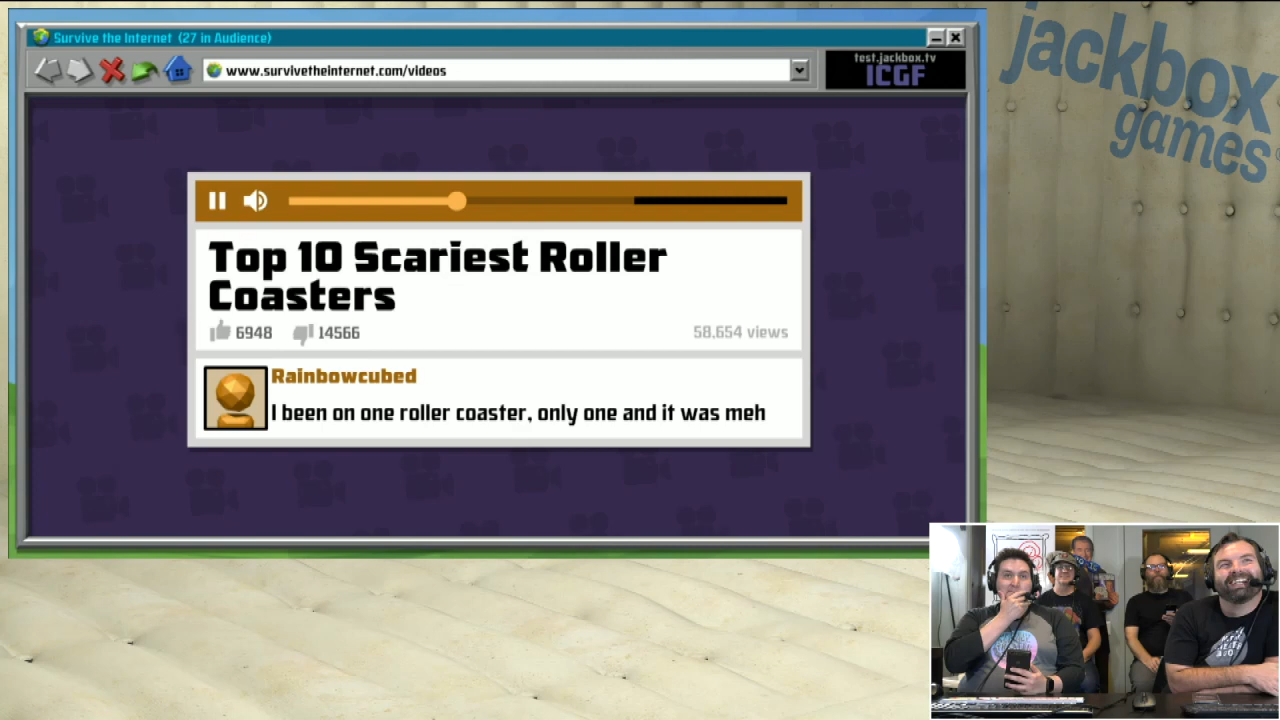 Survive the Internet (27 in Audience)
www.survivetheinternet.com/videos
test.jackbox.tv
ICGF
jackbox
games
Top 10 Scariest Roller
Coasters
6948 14566 58,654 views
Rainbowcubed
I been on one roller coaster, only one and it was meh